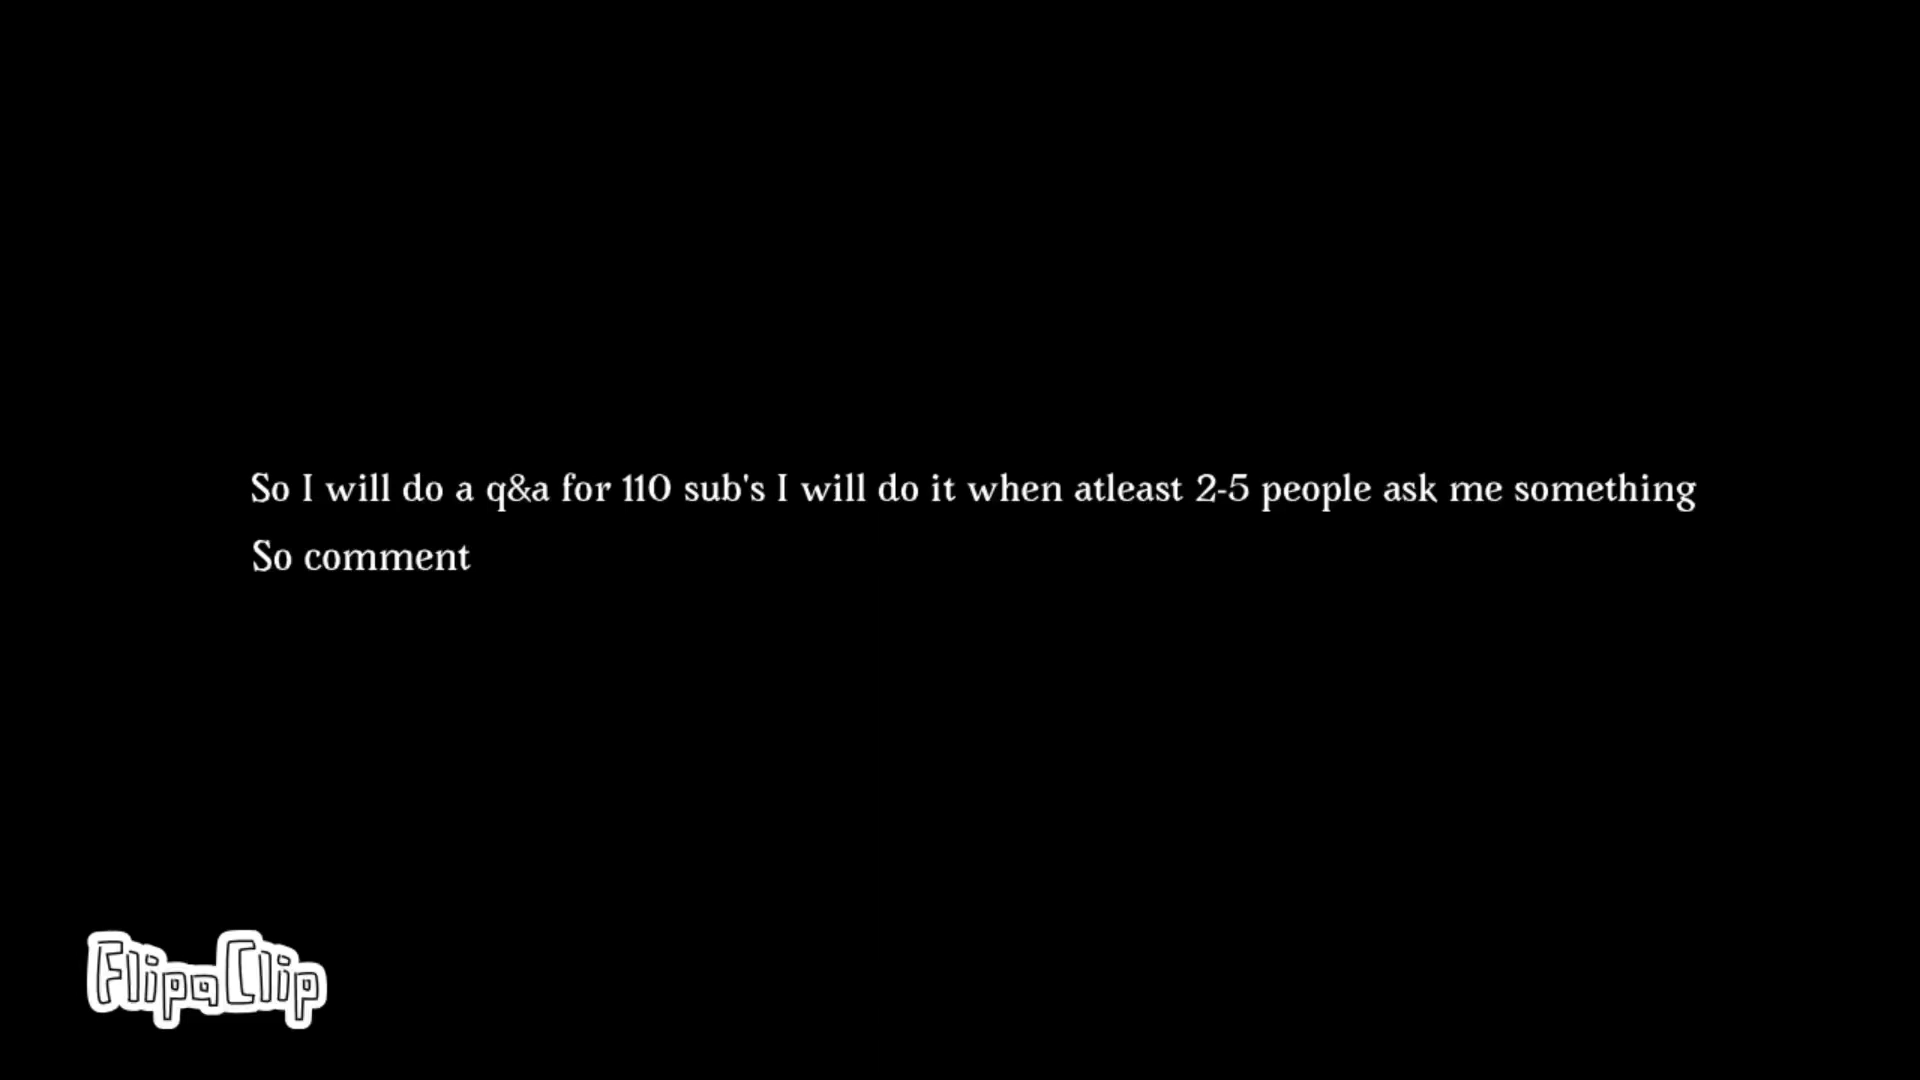 So I will do a q&a for 110 sub's I will do it when atleast 2-5 people ask me something
So comment
FlipaClip